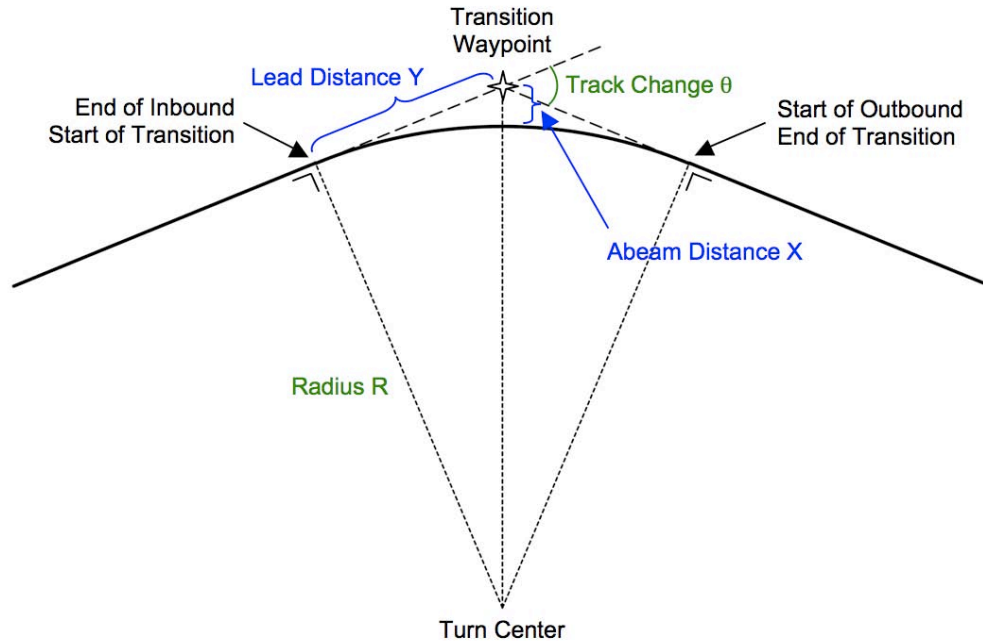 Transition
Waypoint
Lead Distance Y
Track Change θ
End of Inbound
Start of Transition
Start of Outbound
End of Transition
Abeam Distance X
Radius R
Turn Center